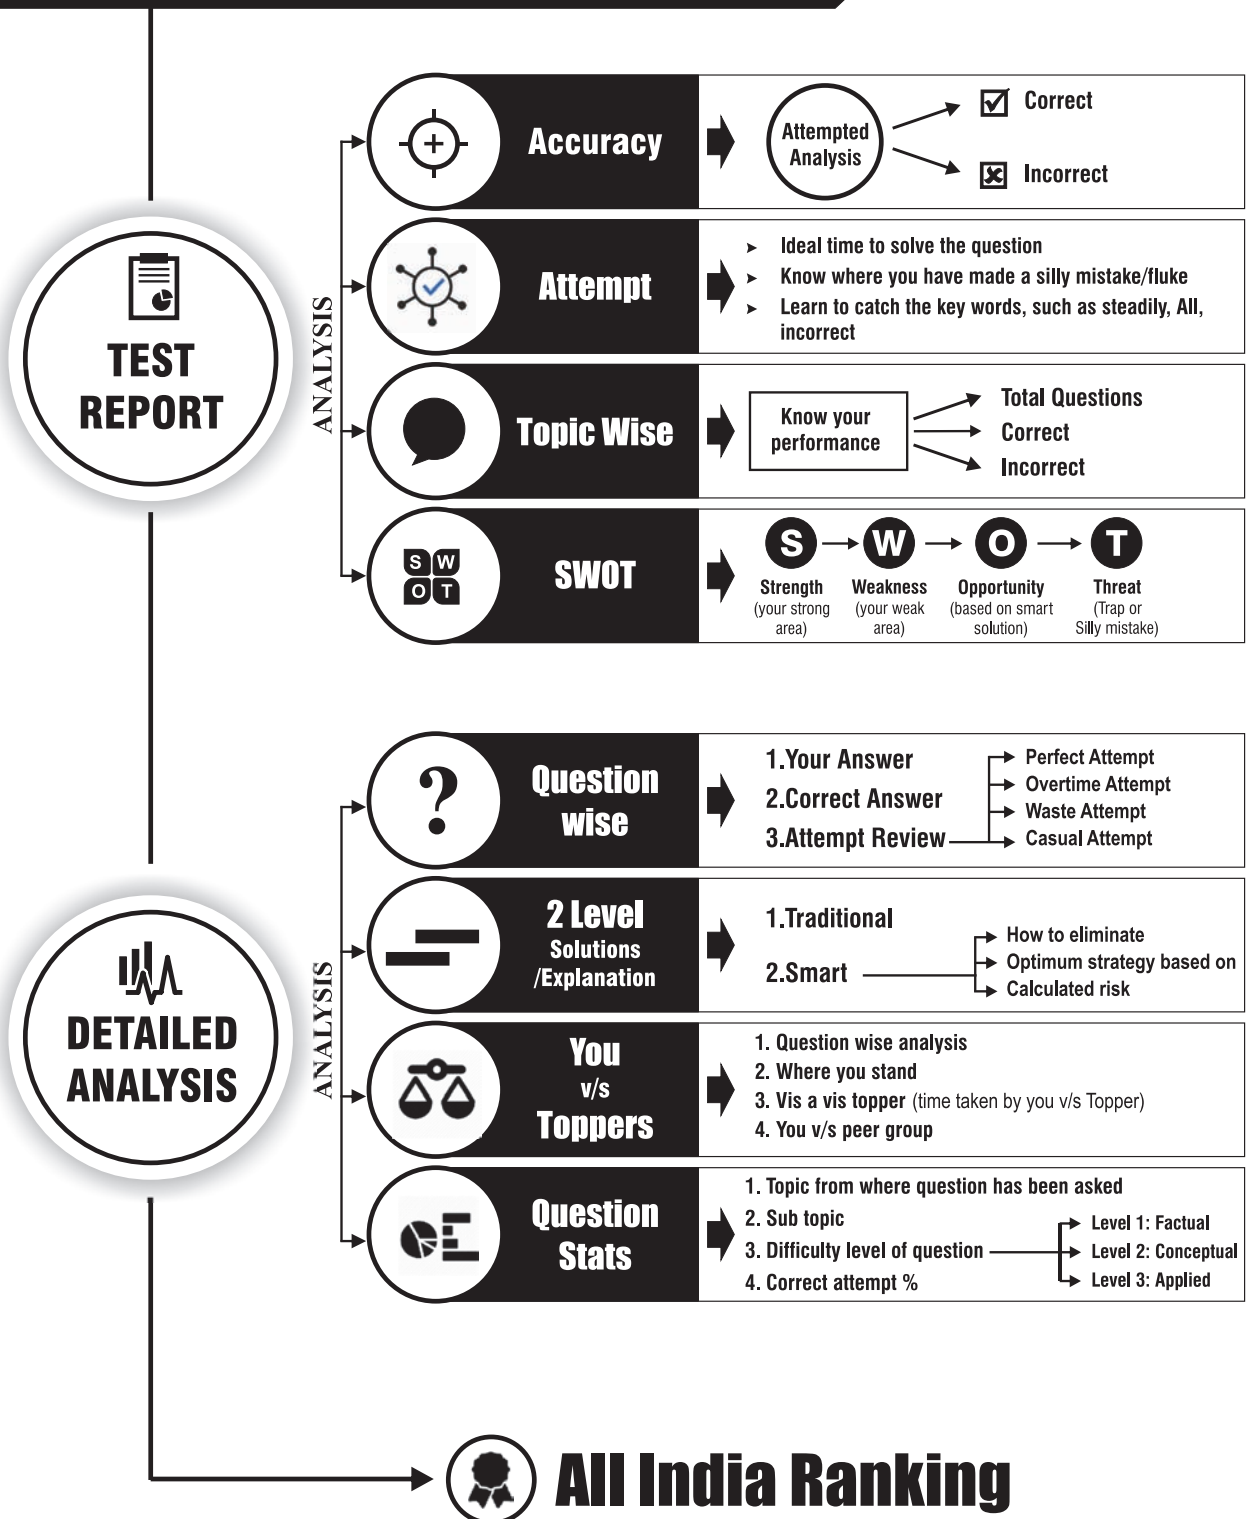 TEST
REPORT
ANALYSIS
Accuracy
Attempted
Analysis
Correct
Incorrect
Attempt
➤ Ideal time to solve the question
➤ Know where you have made a silly mistake/fluke
➤ Learn to catch the key words, such as steadily, All,
incorrect
Topic Wise
Know your
performance
Total Questions
Correct
Incorrect
S W
O T
SWOT
S W O T
Strength
(your strong
area)
Weakness
(your weak
area)
Opportunity
(based on smart
solution)
Threat
(Trap or
Silly mistake)
DETAILED
ANALYSIS
ANALYSIS
?
Question
wise
1.Your Answer
2.Correct Answer
3.Attempt Review
Perfect Attempt
Overtime Attempt
Waste Attempt
Casual Attempt
2 Level
Solutions
/Explanation
1.Traditional
2.Smart
How to eliminate
Optimum strategy based on
Calculated risk
You
v/s
Toppers
1. Question wise analysis
2. Where you stand
3. Vis a vis topper (time taken by you v/s Topper)
4. You v/s peer group
Question
Stats
1. Topic from where question has been asked
2. Sub topic
3. Difficulty level of question
4. Correct attempt %
Level 1: Factual
Level 2: Conceptual
Level 3: Applied
All India Ranking